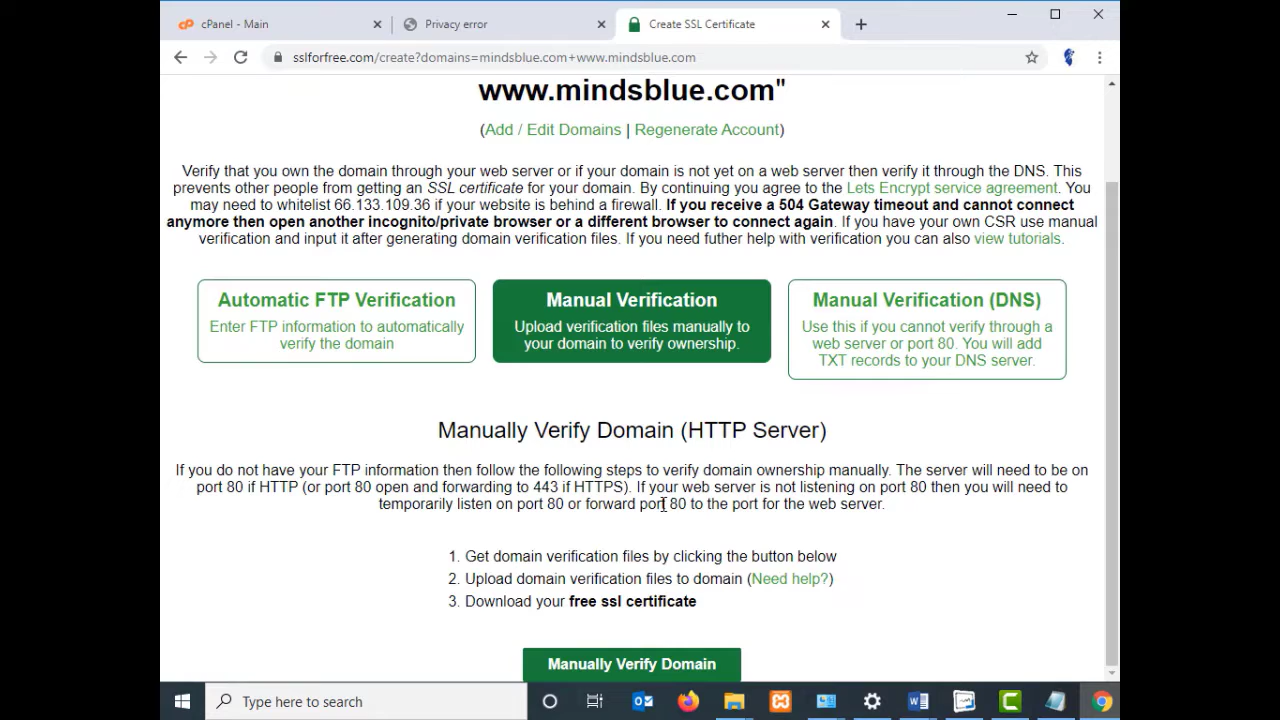 cPanel - Main
Privacy error
Create SSL Certificate
sslforfree.com/create?domains=mindsblue.com+www.mindsblue.com
www.mindsblue.com"
(Add / Edit Domains | Regenerate Account)
Verify that you own the domain through your web server or if your domain is not yet on a web server then verify it through the DNS. This
prevents other people from getting an SSL certificate for your domain. By continuing you agree to the Lets Encrypt service agreement. You
may need to whitelist 66.133.109.36 if your website is behind a firewall. If you receive a 504 Gateway timeout and cannot connect
anymore then open another incognito/private browser or a different browser to connect again. If you have your own CSR use manual
verification and input it after generating domain verification files. If you need futher help with verification you can also view tutorials.
Automatic FTP Verification
Enter FTP information to automatically
verify the domain
Manual Verification
Upload verification files manually to
your domain to verify ownership.
Manual Verification (DNS)
Use this if you cannot verify through a
web server or port 80. You will add
TXT records to your DNS server.
Manually Verify Domain (HTTP Server)
If you do not have your FTP information then follow the following steps to verify domain ownership manually. The server will need to be on
port 80 if HTTP (or port 80 open and forwarding to 443 if HTTPS). If your web server is not listening on port 80 then you will need to
temporarily listen on port 80 or forward port 80 to the port for the web server.
1. Get domain verification files by clicking the button below
2. Upload domain verification files to domain (Need help?)
3. Download your free ssl certificate
Manually Verify Domain
Type here to search